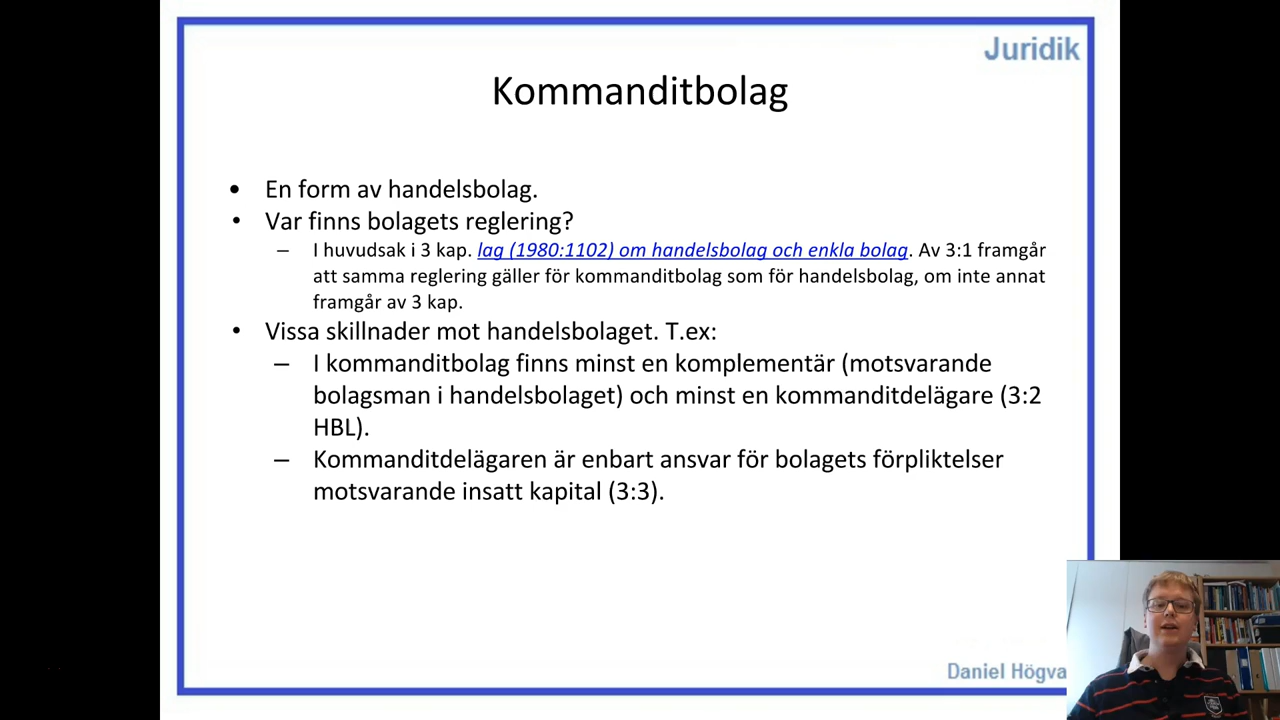 Juridik
Kommanditbolag
• En form av handelsbolag.
• Var finns bolagets reglering?
– I huvudsak i 3 kap. lag (1980:1102) om handelsbolag och enkla bolag. Av 3:1 framgår
att samma reglering gäller för kommanditbolag som för handelsbolag, om inte annat
framgår av 3 kap.
• Vissa skillnader mot handelsbolaget. T.ex:
– I kommanditbolag finns minst en komplementär (motsvarande
bolagsman i handelsbolaget) och minst en kommanditdelägare (3:2
HBL).
– Kommanditdelägaren är enbart ansvar för bolagets förpliktelser
motsvarande insatt kapital (3:3).
Daniel Högva